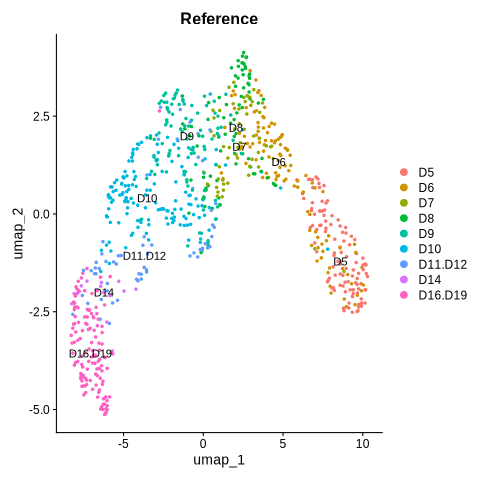 Reference
umap_2
2.5
0.0
-2.5
-5.0
-5
0
5
10
umap_1
D8
D9
D7
D6
D10
D11.D12
D5
D14
D16.D19
D5
D6
D7
D8
D9
D10
D11.D12
D14
D16.D19